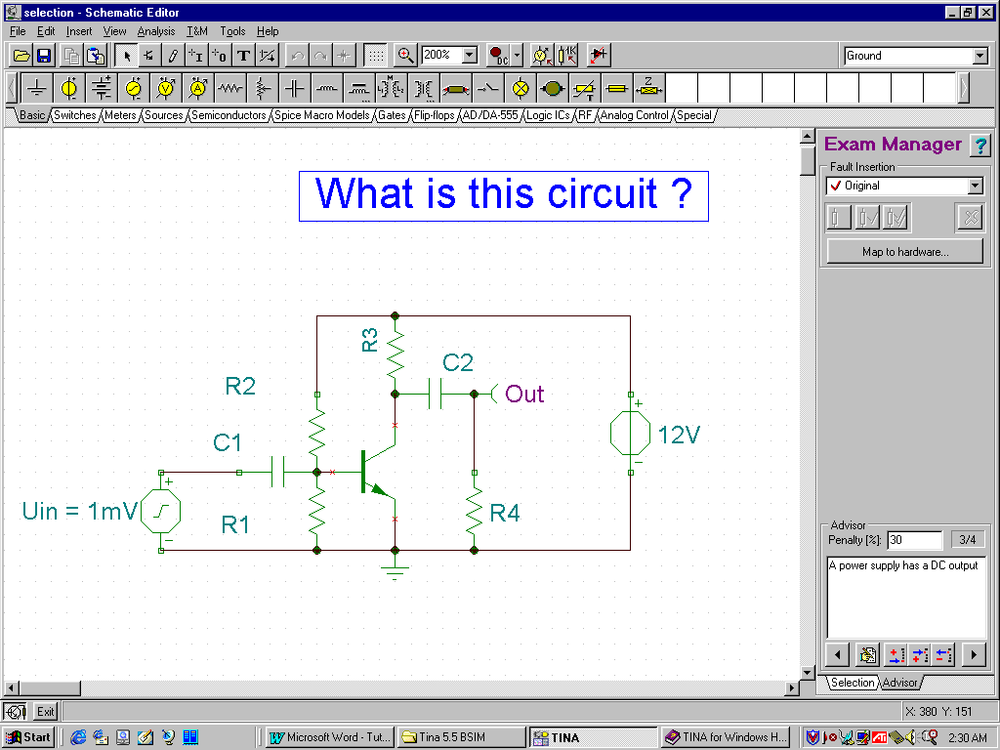 selection - Schematic Editor
File Edit Insert View Analysis T&M Tools Help
200% DC 1K Ground
Basic Switches Meters Sources Semiconductors Spice Macro Models Gates Flip-flops AD/DA-555 Logic ICs RF Analog Control Special
Exam Manager ?
Fault Insertion
Original
Map to hardware...
What is this circuit ?
R3
C2
R2
Out
C1
12V
Uin = 1mV
R1
R4
Advisor
Penalty [%]: 30 3/4
A power supply has a DC output
Selection Advisor
Exit
X: 380 Y: 151
Start Microsoft Word - Tut... Tina 5.5 BSIM TINA TINA for Windows H... 2:30 AM